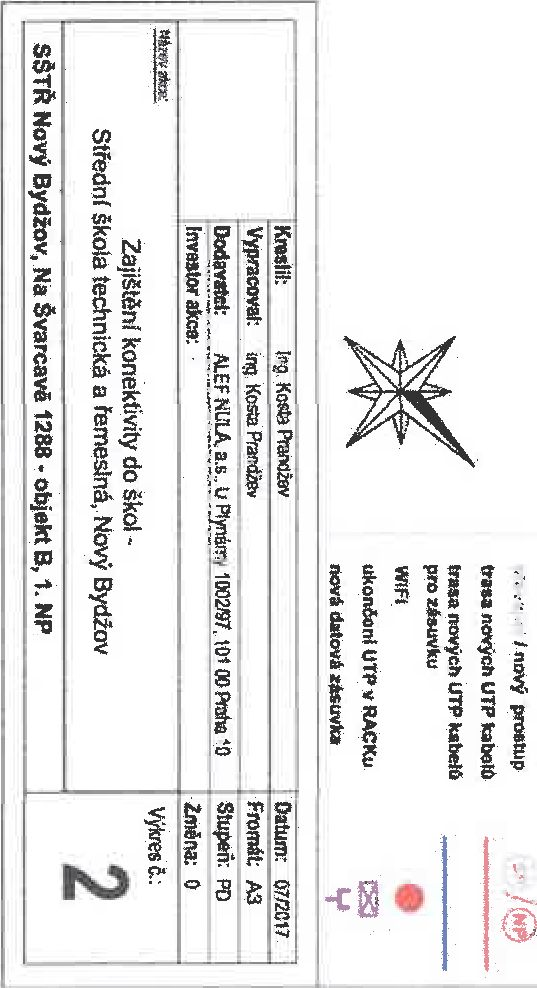 / nový prostup
NP
trasa nových UTP kabelů
trasa nových UTP kabelů
pro zásuvku
WiFi
ukončení UTP v RACKu
nová datová zásuvka
Kreslil: Ing. Kosta Prandžev
Datum: 07/2017
Vypracoval: Ing. Kosta Prandžev
Fromát: A3
Dodavatel: ALEF NULA, a.s., U Plynárny 1002/97, 101 00 Praha 10
Stupeň: PD
Investor akce:
Změna: 0
Název akce:
Zajištění konektivity do škol -
Střední škola technická a řemeslná, Nový Bydžov
Výkres č.:
2
SŠTŘ Nový Bydžov, Na Švarcavě 1288 - objekt B, 1. NP